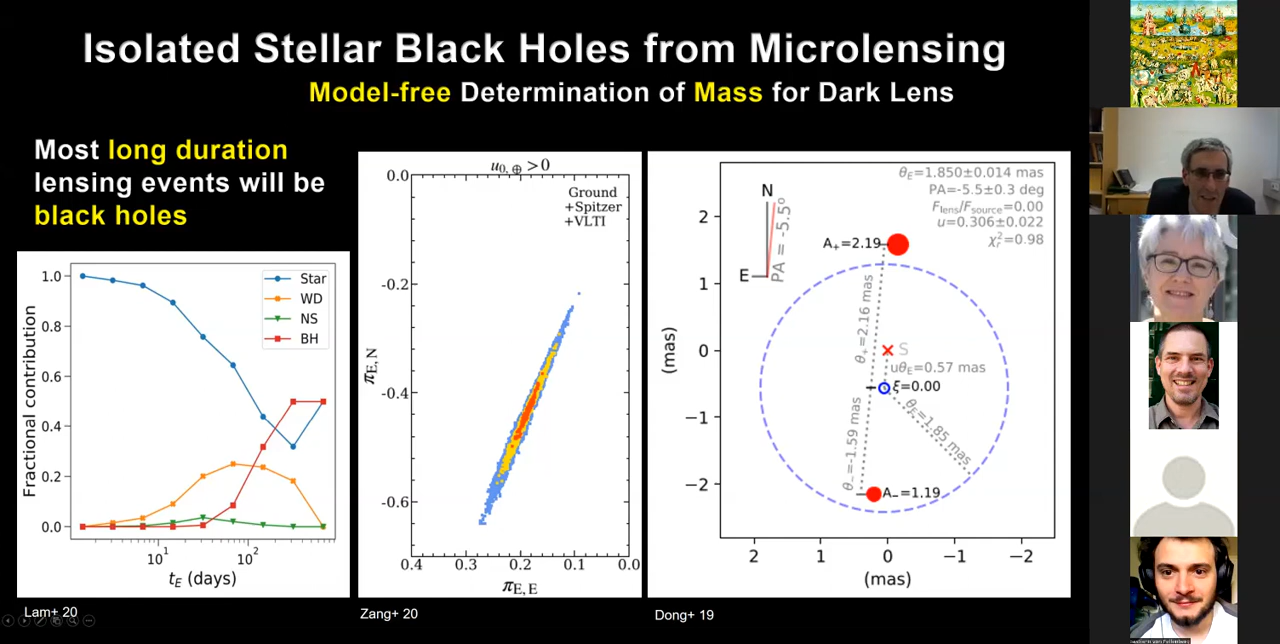 Isolated Stellar Black Holes from Microlensing
Model-free Determination of Mass for Dark Lens
Most long duration
lensing events will be
black holes
Fractional contribution
1.0
0.8
0.6
0.4
0.2
0.0
Star
WD
NS
BH
10¹
10²
t_E (days)
Lam+ 20
u₀,⊕ >0
Ground
+Spitzer
+VLTI
π_E,N
0.0
-0.2
-0.4
-0.6
0.4
0.3
0.2
0.1
0.0
π_E,E
Zang+ 20
θ_E=1.850±0.014 mas
PA=-5.5±0.3 deg
F_lens/F_source=0.00
u=0.306±0.022
χ²_r=0.98
N
E
PA = -5.5°
A₊=2.19
θ₊=2.16 mas
S
uθ_E=0.57 mas
ξ=0.00
θ_E=1.85 mas
θ₋=-1.59 mas
A₋=1.19
(mas)
2
1
0
−1
−2
2
1
0
−1
−2
(mas)
Dong+ 19